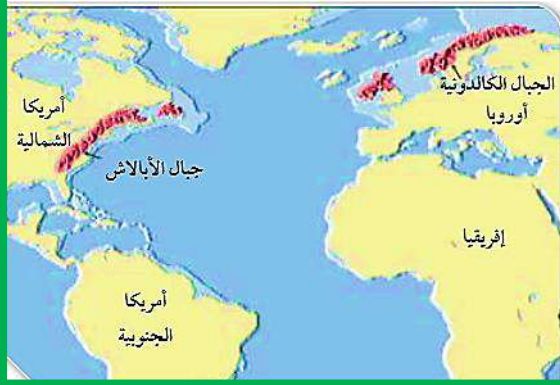 الجبال الكالدونية
أوروبا
أمريكا
الشمالية
جبال الأبالاش
إفريقيا
أمريكا
الجنوبية